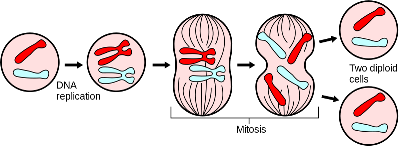 DNA
replication
Mitosis
Two diploid
cells